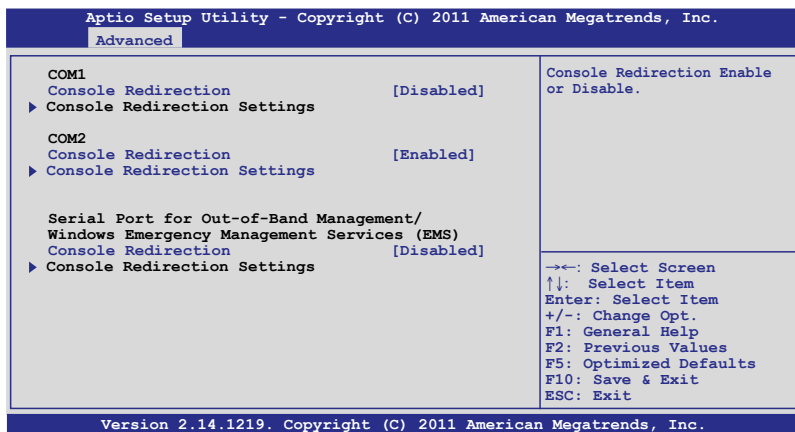 Aptio Setup Utility - Copyright (C) 2011 American Megatrends, Inc.
Advanced
COM1
Console Redirection [Disabled]
Console Redirection Settings
COM2
Console Redirection [Enabled]
Console Redirection Settings
Serial Port for Out-of-Band Management/
Windows Emergency Management Services (EMS)
Console Redirection [Disabled]
Console Redirection Settings
Console Redirection Enable
or Disable.
→←: Select Screen
↑↓: Select Item
Enter: Select Item
+/-: Change Opt.
F1: General Help
F2: Previous Values
F5: Optimized Defaults
F10: Save & Exit
ESC: Exit
Version 2.14.1219. Copyright (C) 2011 American Megatrends, Inc.